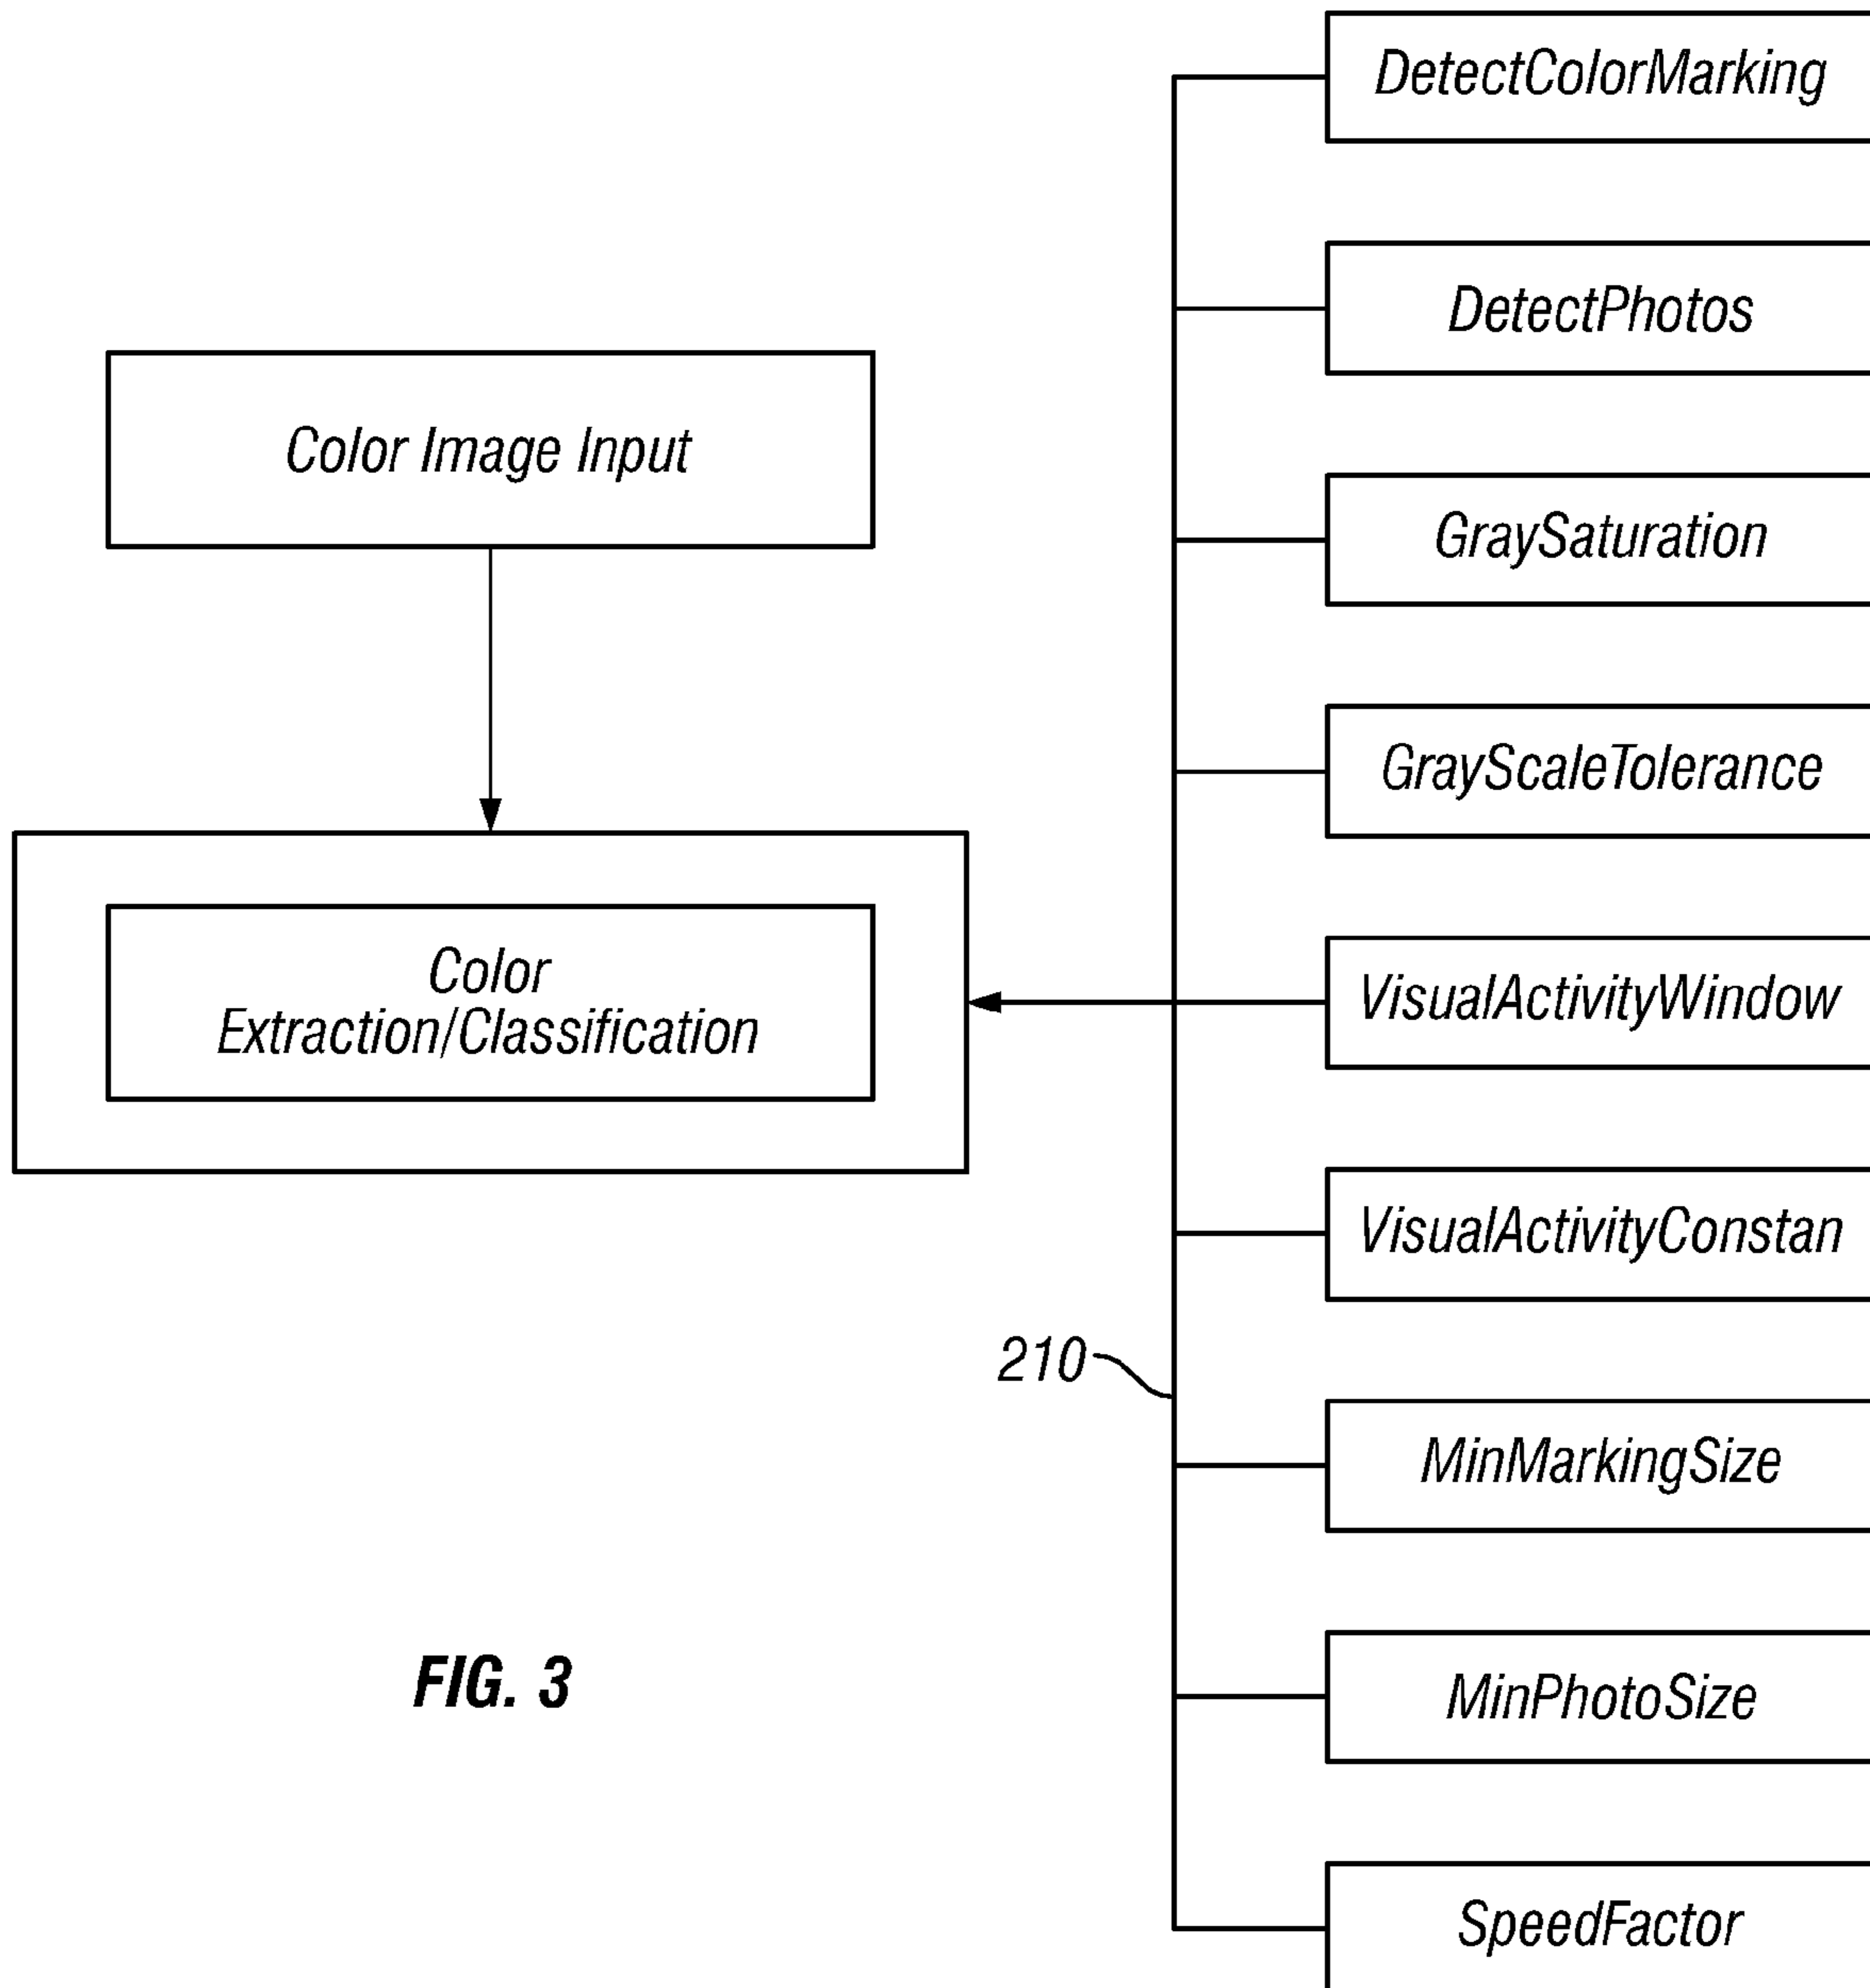 DetectColorMarking
DetectPhotos
Color Image Input
GraySaturation
GrayScaleTolerance
Color
Extraction/Classification
VisualActivityWindow
VisualActivityConstan
210
MinMarkingSize
FIG. 3
MinPhotoSize
SpeedFactor